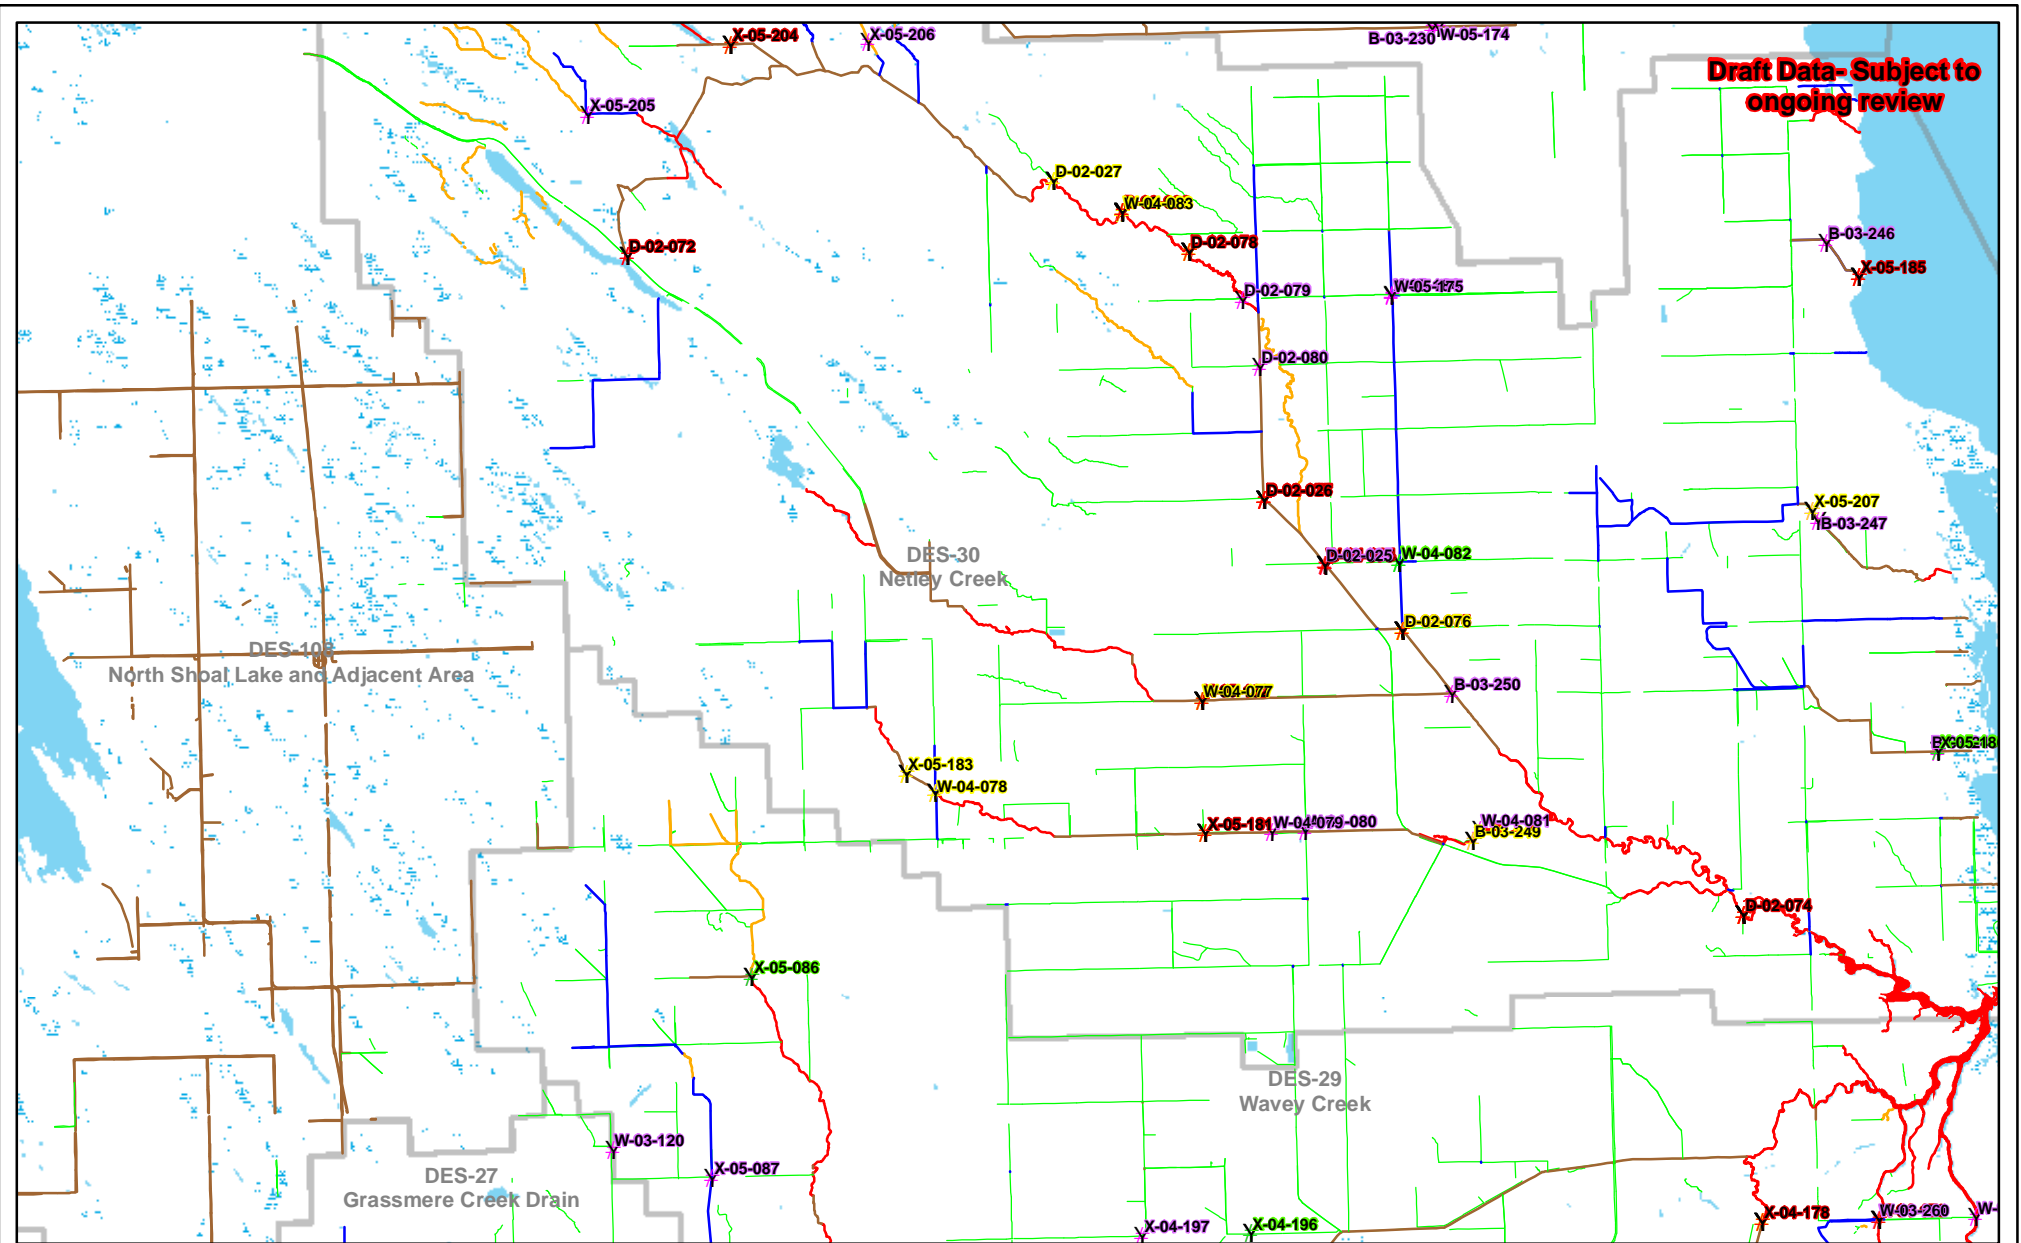 X-05-204
X-05-206
B-03-230
W-05-174
Draft Data- Subject to
ongoing review
X-05-205
D-02-027
W-04-083
D-02-078
D-02-072
B-03-246
X-05-185
D-02-079
W-05-175
D-02-080
D-02-026
X-05-207
B-03-247
DES-30
Netley Creek
D-02-025
W-04-082
D-02-076
North Shoal Lake and Adjacent Area
W-04-077
B-03-250
X-05-183
W-04-078
X-05-181
W-04-079
-080
W-04-081
B-03-249
D-02-074
X-05-086
DES-29
Wavey Creek
W-03-120
X-05-087
DES-27
Grassmere Creek Drain
X-04-197
X-04-196
X-04-178
W-03-260
W-